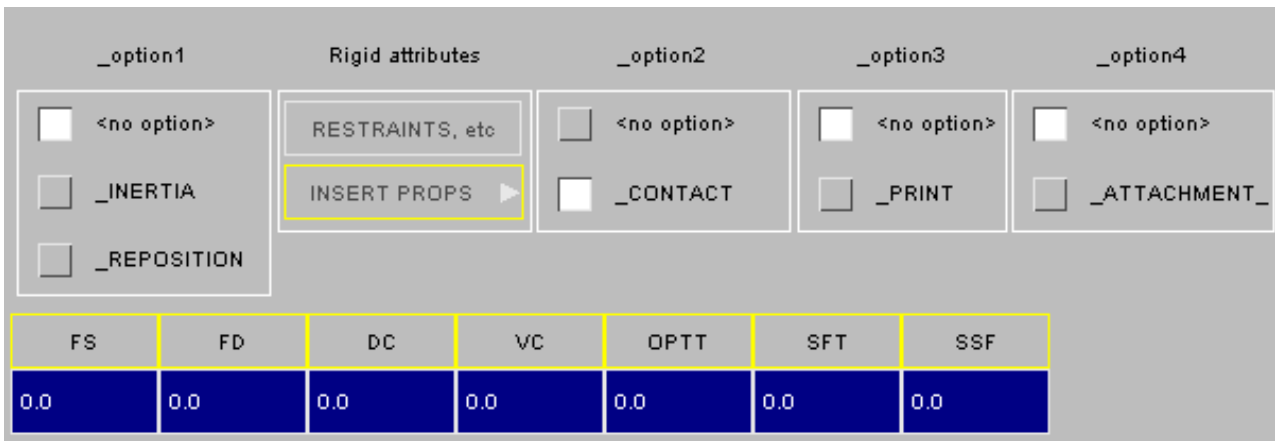 _option1 Rigid attributes _option2 _option3 _option4
<no option> RESTRAINTS, etc <no option> <no option> <no option>
_INERTIA INSERT PROPS _CONTACT _PRINT _ATTACHMENT_
_REPOSITION
FS FD DC VC OPTT SFT SSF
0.0 0.0 0.0 0.0 0.0 0.0 0.0